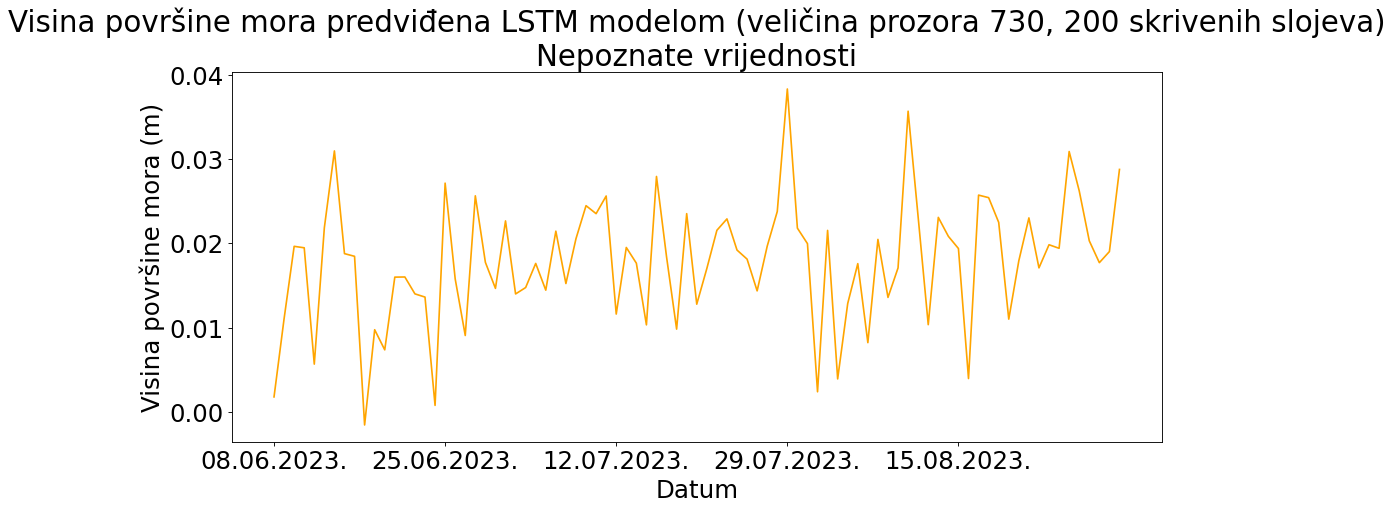 Visina površine mora predviđena LSTM modelom (veličina prozora 730, 200 skrivenih slojeva)
Nepoznate vrijednosti
Visina površine mora (m)
0.04
0.03
0.02
0.01
0.00
08.06.2023. 25.06.2023. 12.07.2023. 29.07.2023. 15.08.2023.
Datum